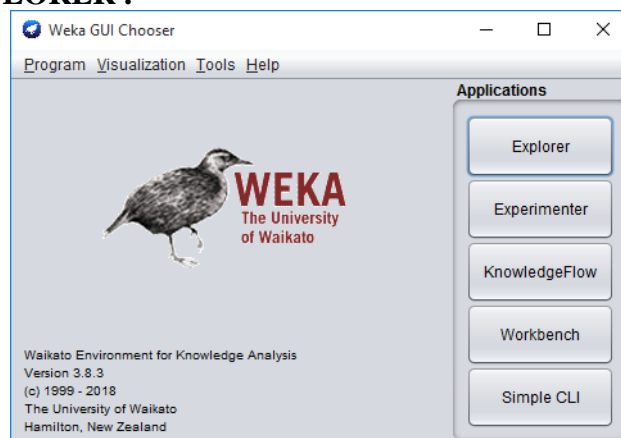 LORER :
Weka GUI Chooser
Program Visualization Tools Help
Applications
Explorer
WEKA
The University
of Waikato
Experimenter
KnowledgeFlow
Workbench
Simple CLI
Waikato Environment for Knowledge Analysis
Version 3.8.3
(c) 1999 - 2018
The University of Waikato
Hamilton, New Zealand